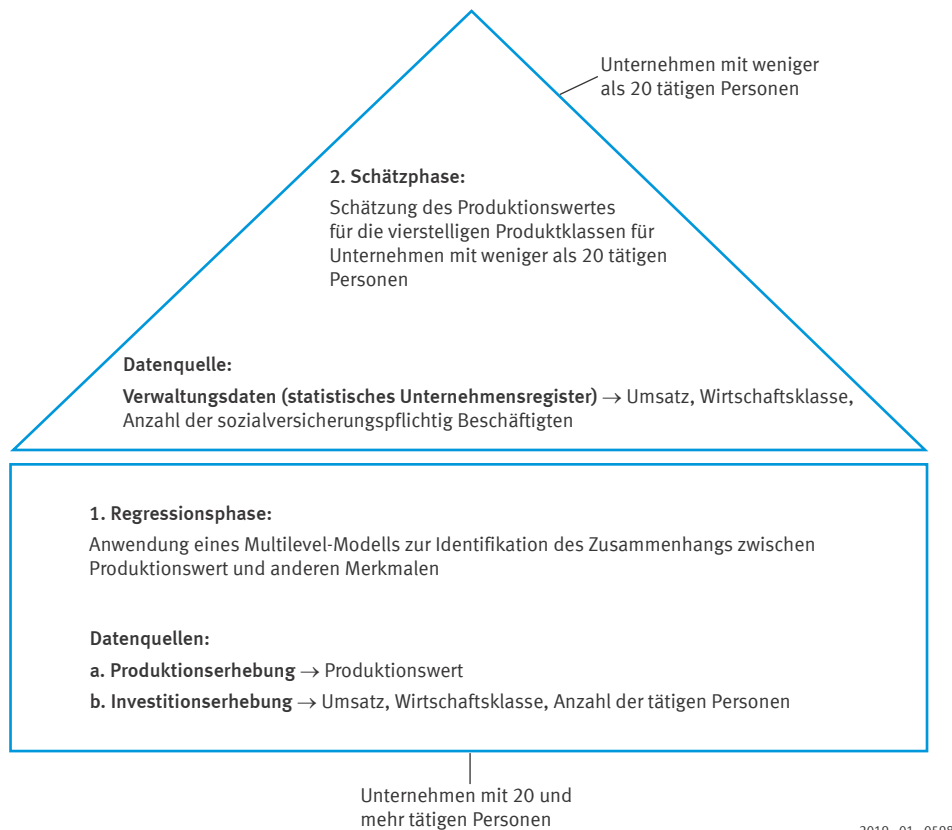 Unternehmen mit weniger
als 20 tätigen Personen
2. Schätzphase:
Schätzung des Produktionswertes
für die vierstelligen Produktklassen für
Unternehmen mit weniger als 20 tätigen
Personen
Datenquelle:
Verwaltungsdaten (statistisches Unternehmensregister) → Umsatz, Wirtschaftsklasse,
Anzahl der sozialversicherungspflichtig Beschäftigten
1. Regressionsphase:
Anwendung eines Multilevel-Modells zur Identifikation des Zusammenhangs zwischen
Produktionswert und anderen Merkmalen
Datenquellen:
a. Produktionserhebung → Produktionswert
b. Investitionserhebung → Umsatz, Wirtschaftsklasse, Anzahl der tätigen Personen
Unternehmen mit 20 und
mehr tätigen Personen